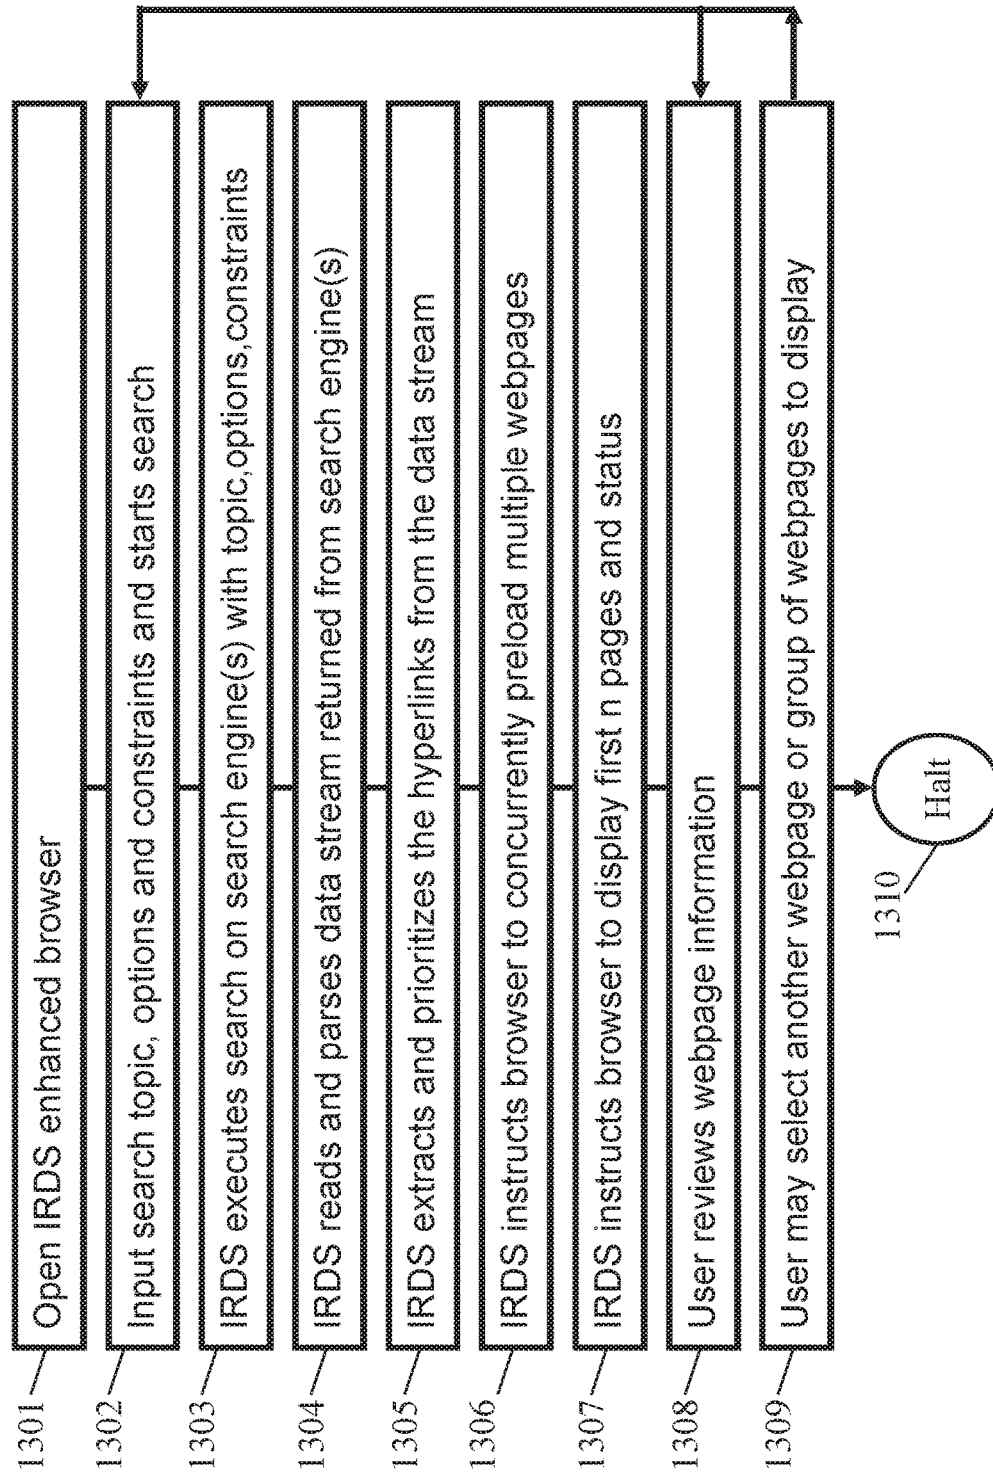 1301
Open IRDS enhanced browser
1302
Input search topic, options and constraints and starts search
1303
IRDS executes search on search engine(s) with topic,options,constraints
1304
IRDS reads and parses data stream returned from search engine(s)
1305
IRDS extracts and prioritizes the hyperlinks from the data stream
1306
IRDS instructs browser to concurrently preload multiple webpages
1307
IRDS instructs browser to display first n pages and status
1308
User reviews webpage information
1309
User may select another webpage or group of webpages to display
1310
Halt